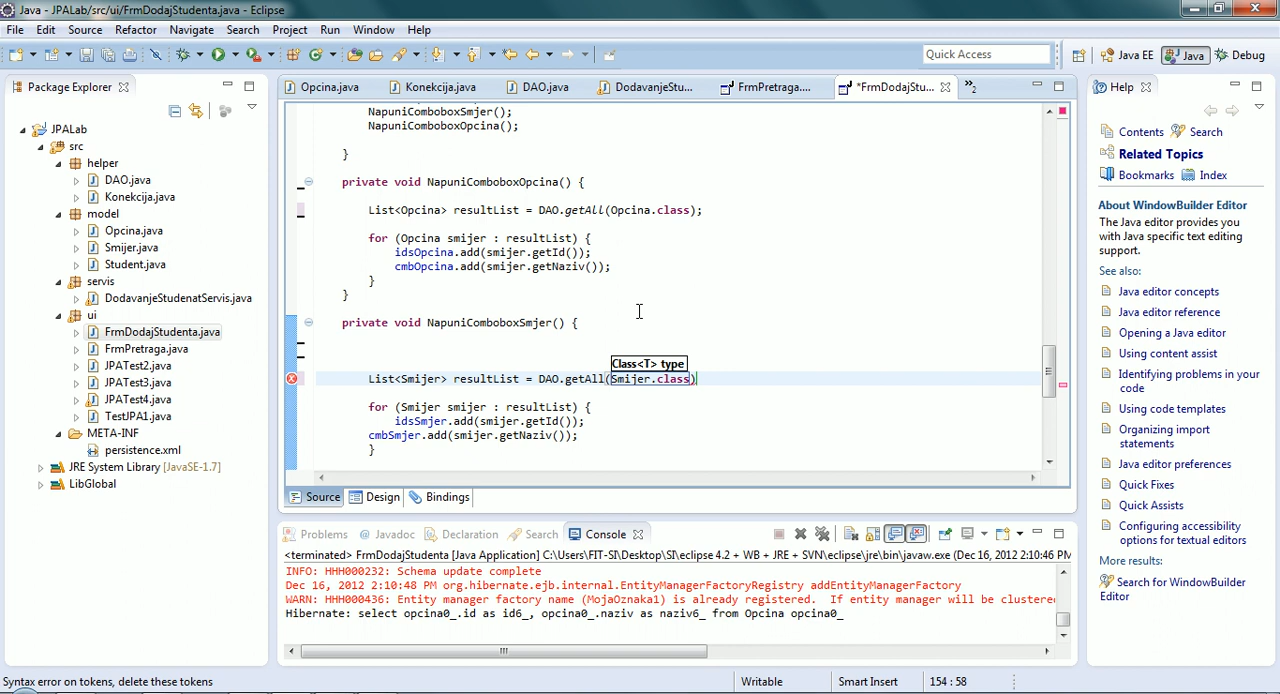 Java - JPALab/src/ui/FrmDodajStudenta.java - Eclipse
File Edit Source Refactor Navigate Search Project Run Window Help
Quick Access
Java EE
Java
Debug
Package Explorer
JPALab
src
helper
DAO.java
Konekcija.java
model
Opcina.java
Smijer.java
Student.java
servis
DodavanjeStudenatServis.java
ui
FrmDodajStudenta.java
FrmPretraga.java
JPATest2.java
JPATest3.java
JPATest4.java
TestJPA1.java
META-INF
persistence.xml
JRE System Library [JavaSE-1.7]
LibGlobal
Opcina.java Konekcija.java DAO.java DodavanjeStu... FrmPretraga.... *FrmDodajStu... »2
NapuniComboboxSmjer();
NapuniComboboxOpcina();
}
private void NapuniComboboxOpcina() {
List<Opcina> resultList = DAO.getAll(Opcina.class);
for (Opcina smijer : resultList) {
idsOpcina.add(smijer.getId());
cmbOpcina.add(smijer.getNaziv());
}
}
private void NapuniComboboxSmjer() {
Class<T> type
List<Smijer> resultList = DAO.getAll(Smijer.class)
for (Smijer smijer : resultList) {
idsSmjer.add(smijer.getId());
cmbSmjer.add(smijer.getNaziv());
}
Source Design Bindings
Problems @ Javadoc Declaration Search Console
<terminated> FrmDodajStudenta [Java Application] C:\Users\FIT-SI\Desktop\SI\eclipse 4.2 + WB + JRE + SVN\eclipse\jre\bin\javaw.exe (Dec 16, 2012 2:10:46 PM
INFO: HHH000232: Schema update complete
Dec 16, 2012 2:10:48 PM org.hibernate.ejb.internal.EntityManagerFactoryRegistry addEntityManagerFactory
WARN: HHH000436: Entity manager factory name (MojaOznaka1) is already registered.  If entity manager will be clustere
Hibernate: select opcina0_.id as id6_, opcina0_.naziv as naziv6_ from Opcina opcina0_
Help
Contents Search
Related Topics
Bookmarks Index
About WindowBuilder Editor
The Java editor provides you
with Java specific text editing
support.
See also:
Java editor concepts
Java editor reference
Opening a Java editor
Using content assist
Identifying problems in your
code
Using code templates
Organizing import
statements
Java editor preferences
Quick Fixes
Quick Assists
Configuring accessibility
options for textual editors
More results:
Search for WindowBuilder
Editor
Syntax error on tokens, delete these tokens
Writable
Smart Insert
154 : 58